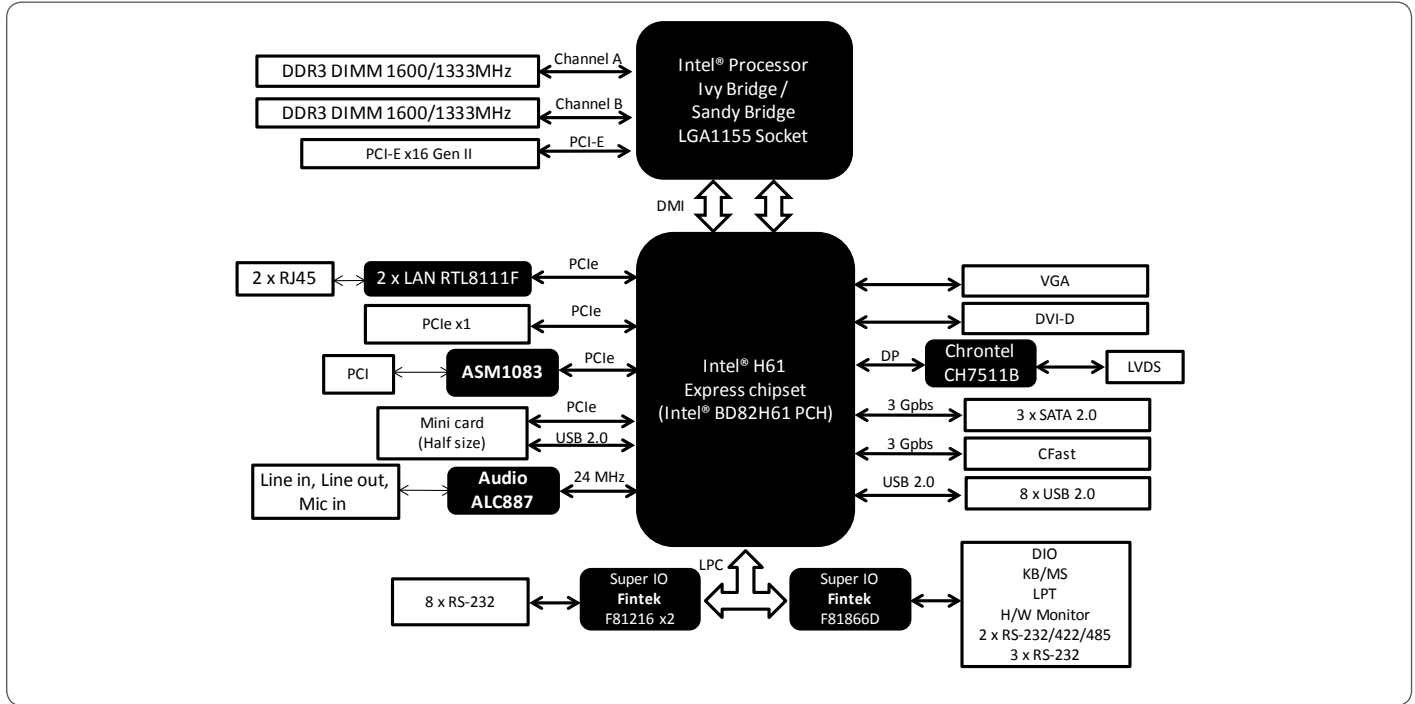 DDR3 DIMM 1600/1333MHz
Channel A
DDR3 DIMM 1600/1333MHz
Channel B
PCI-E x16 Gen II
PCI-E
Intel® Processor
Ivy Bridge /
Sandy Bridge
LGA1155 Socket
DMI
2 x RJ45
2 x LAN RTL8111F
PCIe
PCIe x1
PCIe
PCI
ASM1083
PCIe
Mini card
(Half size)
PCIe
USB 2.0
Line in, Line out,
Mic in
Audio
ALC887
24 MHz
Intel® H61
Express chipset
(Intel® BD82H61 PCH)
VGA
DVI-D
DP
Chrontel
CH7511B
LVDS
3 Gpbs
3 x SATA 2.0
3 Gpbs
CFast
USB 2.0
8 x USB 2.0
LPC
8 x RS-232
Super IO
Fintek
F81216 x2
Super IO
Fintek
F81866D
DIO
KB/MS
LPT
H/W Monitor
2 x RS-232/422/485
3 x RS-232